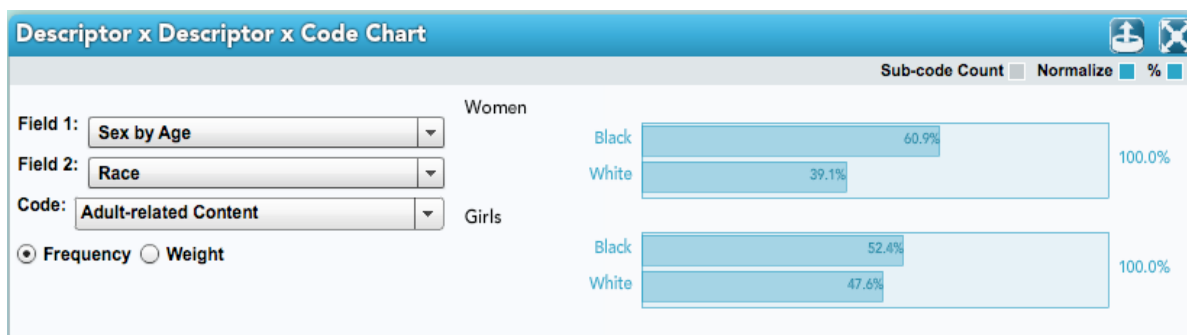 Descriptor x Descriptor x Code Chart
Sub-code Count Normalize %
Field 1: Sex by Age
Field 2: Race
Code: Adult-related Content
Frequency Weight
Women
Black 60.9%
White 39.1%
100.0%
Girls
Black 52.4%
White 47.6%
100.0%